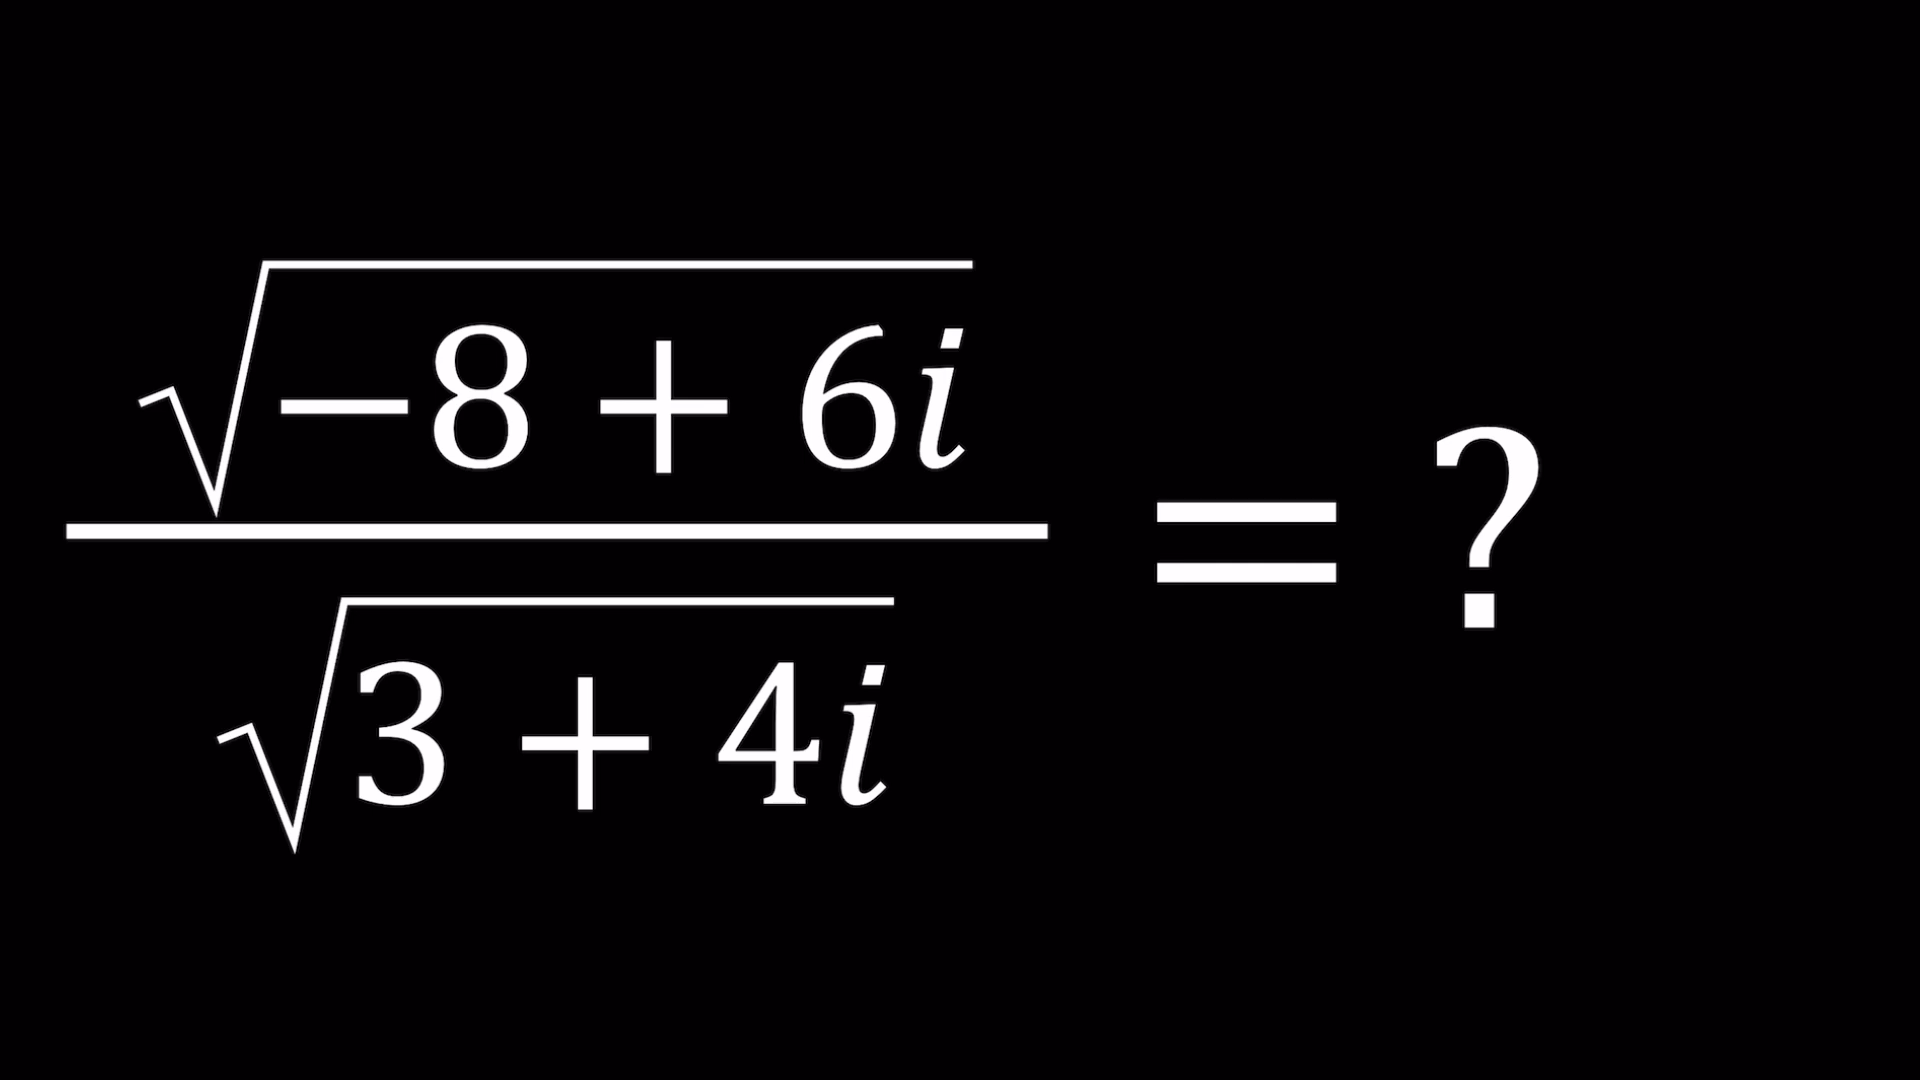 √(−8 + 6i) / √(3 + 4i) = ?